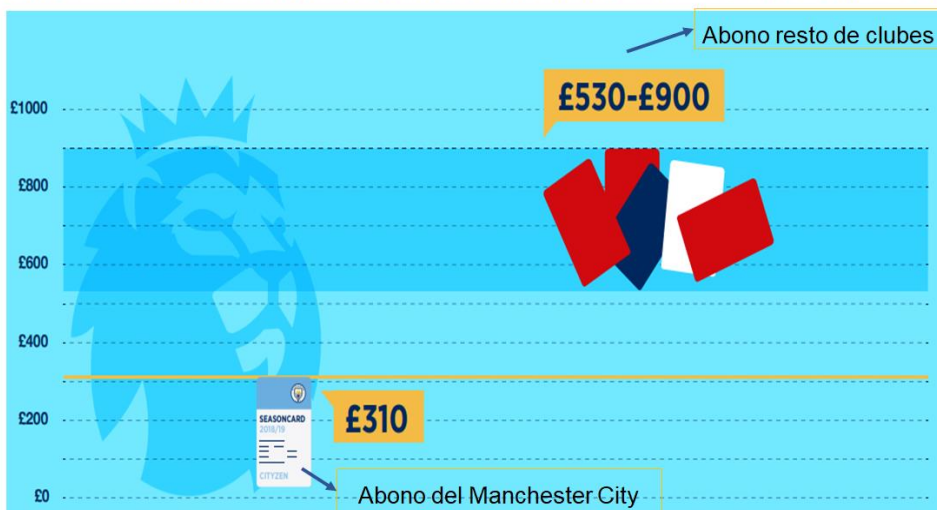 Abono resto de clubes
£530-£900
£1000
£800
£600
£400
£200
£0
£310
SEASONCARD
2018/19
CITYZEN
Abono del Manchester City